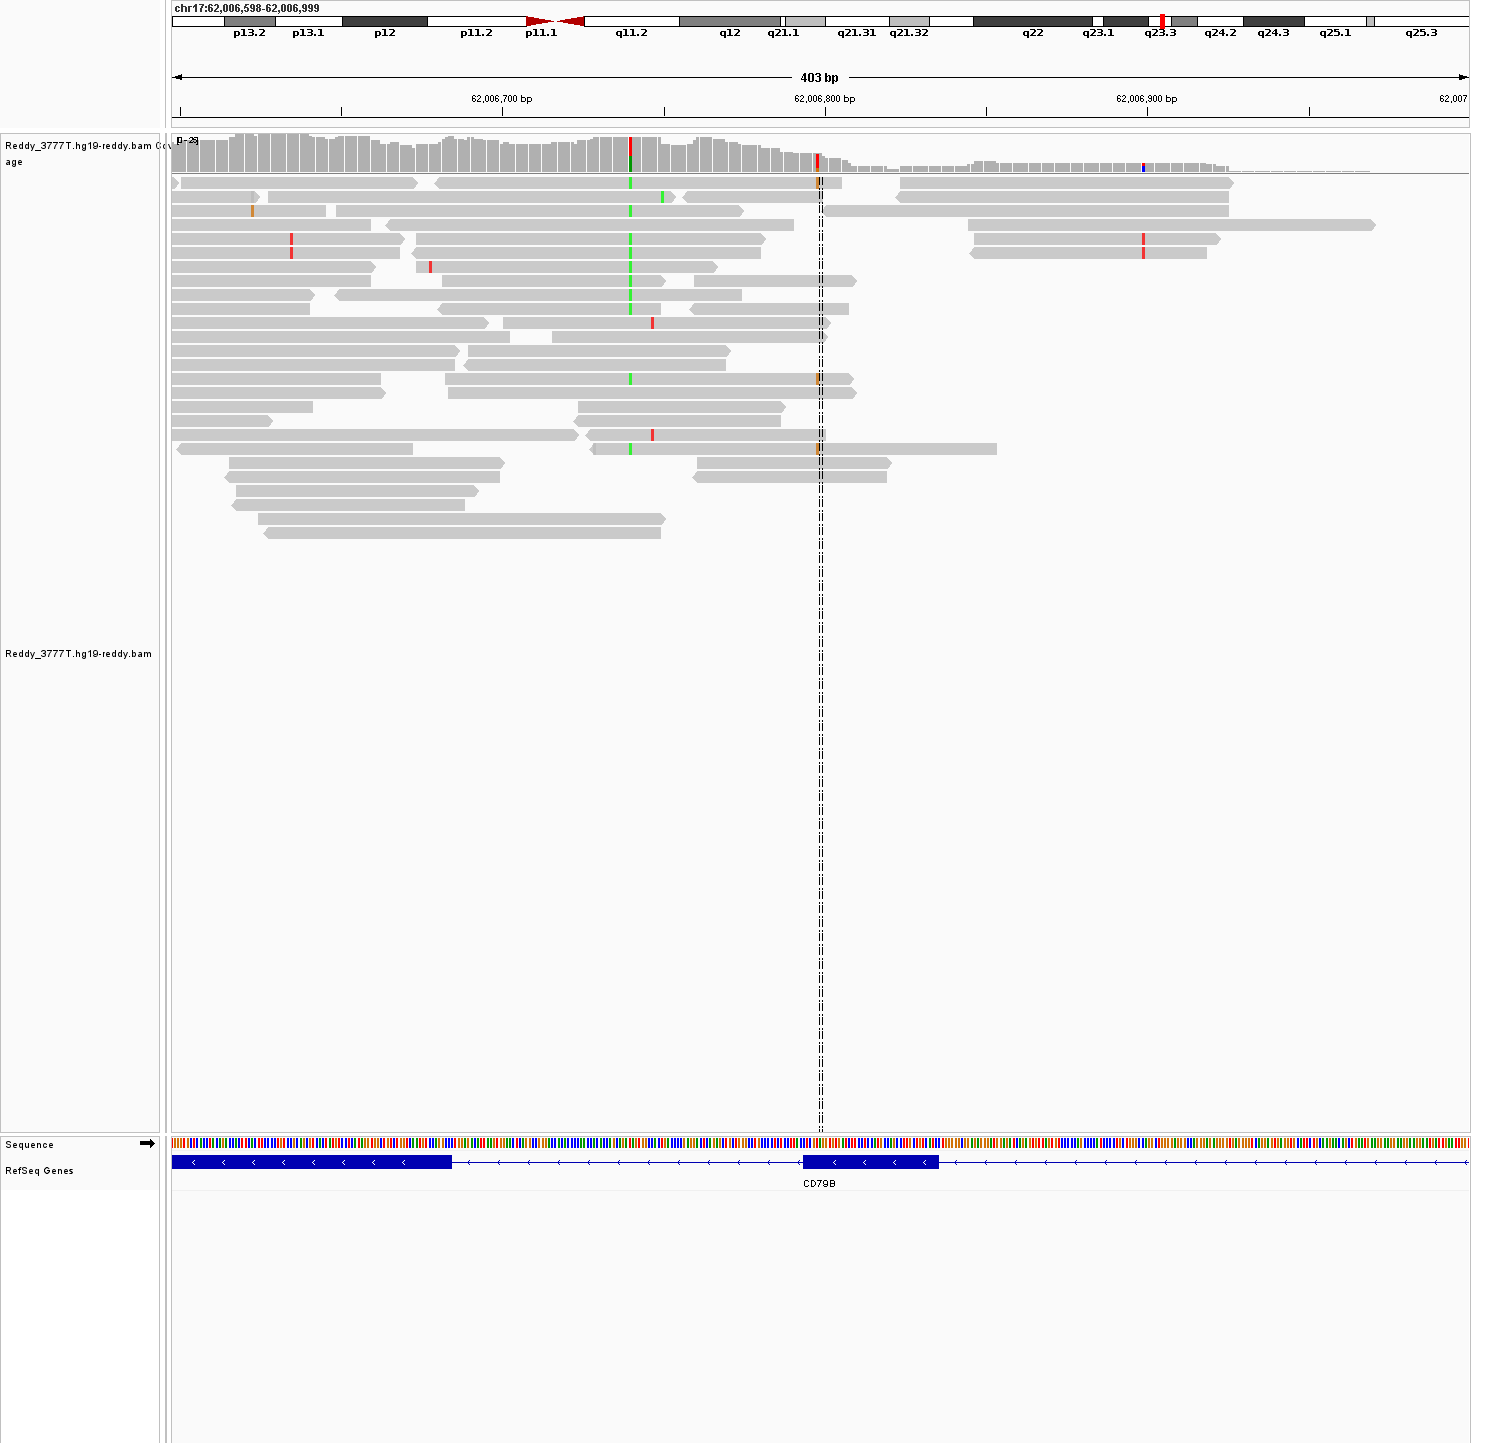 chr17:62,006,598-62,006,999
p13.2 p13.1 p12 p11.2 p11.1 q11.2 q12 q21.1 q21.31 q21.32 q22 q23.1 q23.3 q24.2 q24.3 q25.1 q25.3
403 bp
62,006,700 bp 62,006,800 bp 62,006,900 bp 62,007
Reddy_3777T.hg19-reddy.bam Cov
age
Reddy_3777T.hg19-reddy.bam
Sequence
RefSeq Genes
CD79B